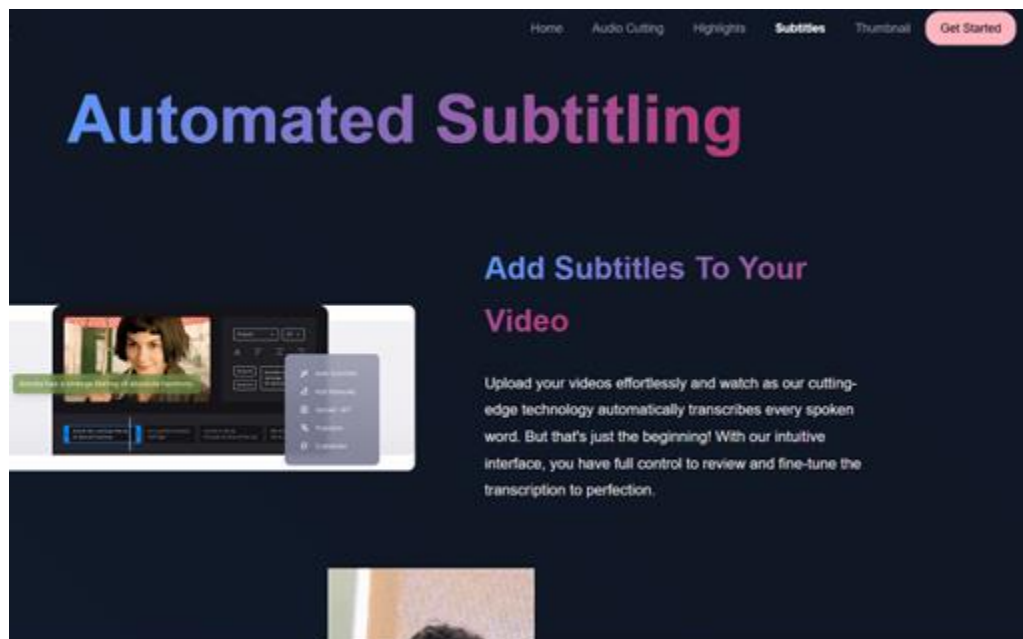 Home Audio Cutting Highlights Subtitles Thumbnail Get Started
Automated Subtitling
Add Subtitles To Your
Video
Upload your videos effortlessly and watch as our cutting-
edge technology automatically transcribes every spoken
word. But that's just the beginning! With our intuitive
interface, you have full control to review and fine-tune the
transcription to perfection.